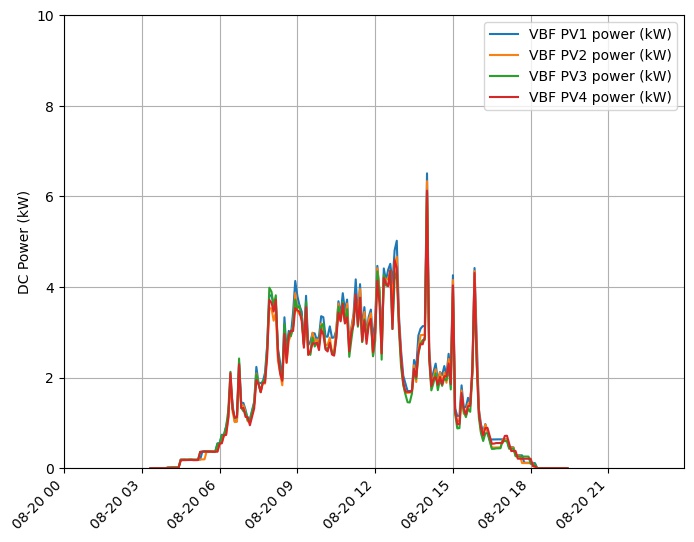 10
8
6
4
2
0
DC Power (kW)
VBF PV1 power (kW)
VBF PV2 power (kW)
VBF PV3 power (kW)
VBF PV4 power (kW)
08-20 00
08-20 03
08-20 06
08-20 09
08-20 12
08-20 15
08-20 18
08-20 21